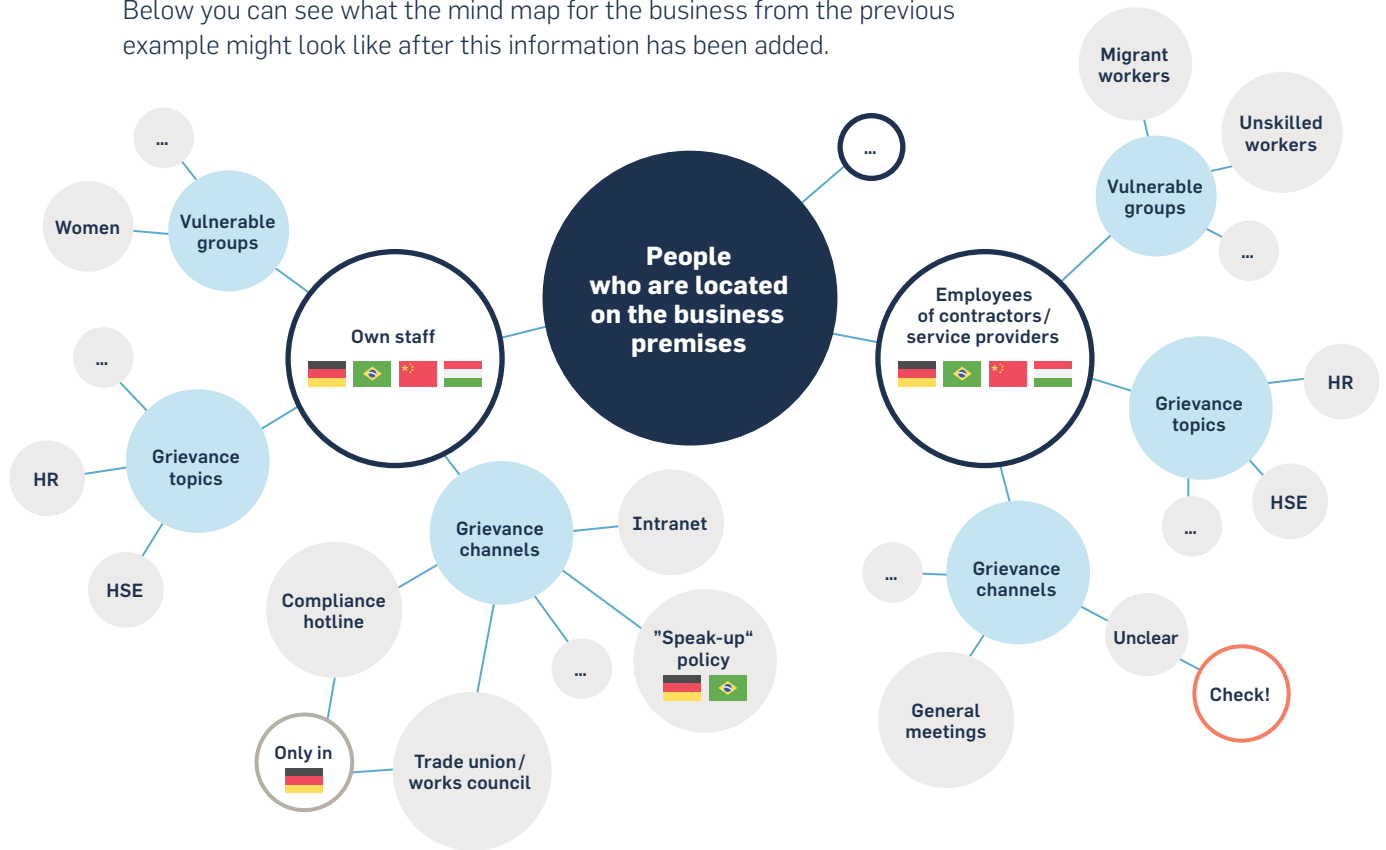 Below you can see what the mind map for the business from the previous
example might look like after this information has been added.
People
who are located
on the business
premises
...
Own staff
Vulnerable
groups
...
Women
Grievance
topics
...
HR
HSE
Grievance
channels
Intranet
”Speak-up“
policy
...
Trade union/
works council
Compliance
hotline
Only in
Employees
of contractors/
service providers
Vulnerable
groups
Migrant
workers
Unskilled
workers
...
Grievance
topics
HR
HSE
...
Grievance
channels
...
General
meetings
Unclear
Check!